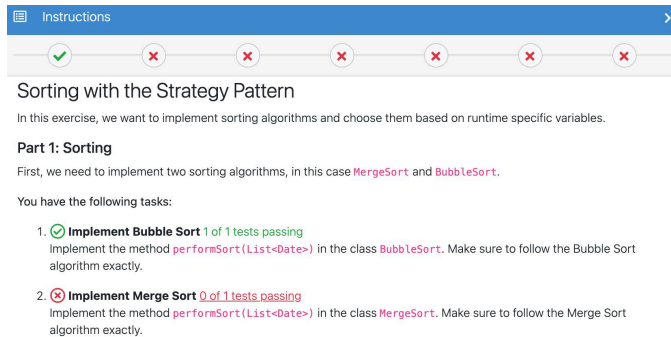 Instructions
Sorting with the Strategy Pattern
In this exercise, we want to implement sorting algorithms and choose them based on runtime specific variables.
Part 1: Sorting
First, we need to implement two sorting algorithms, in this case MergeSort and BubbleSort.
You have the following tasks:
1. Implement Bubble Sort 1 of 1 tests passing
Implement the method performSort(List<Date>) in the class BubbleSort. Make sure to follow the Bubble Sort
algorithm exactly.
2. Implement Merge Sort 0 of 1 tests passing
Implement the method performSort(List<Date>) in the class MergeSort. Make sure to follow the Merge Sort
algorithm exactly.